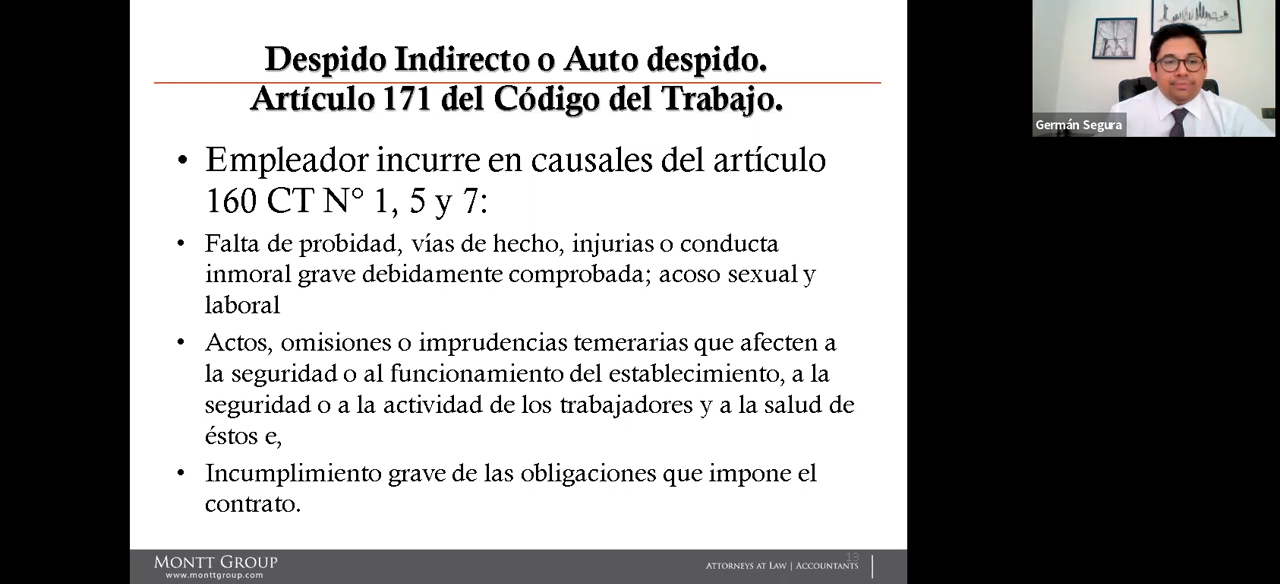 Despido Indirecto o Auto despido.
Artículo 171 del Código del Trabajo.
• Empleador incurre en causales del artículo
160 CT N° 1, 5 y 7:
• Falta de probidad, vías de hecho, injurias o conducta
inmoral grave debidamente comprobada; acoso sexual y
laboral
• Actos, omisiones o imprudencias temerarias que afecten a
la seguridad o al funcionamiento del establecimiento, a la
seguridad o a la actividad de los trabajadores y a la salud de
éstos e,
• Incumplimiento grave de las obligaciones que impone el
contrato.
MONTT GROUP
www.monttgroup.com
13
ATTORNEYS AT LAW | ACCOUNTANTS
Germán Segura